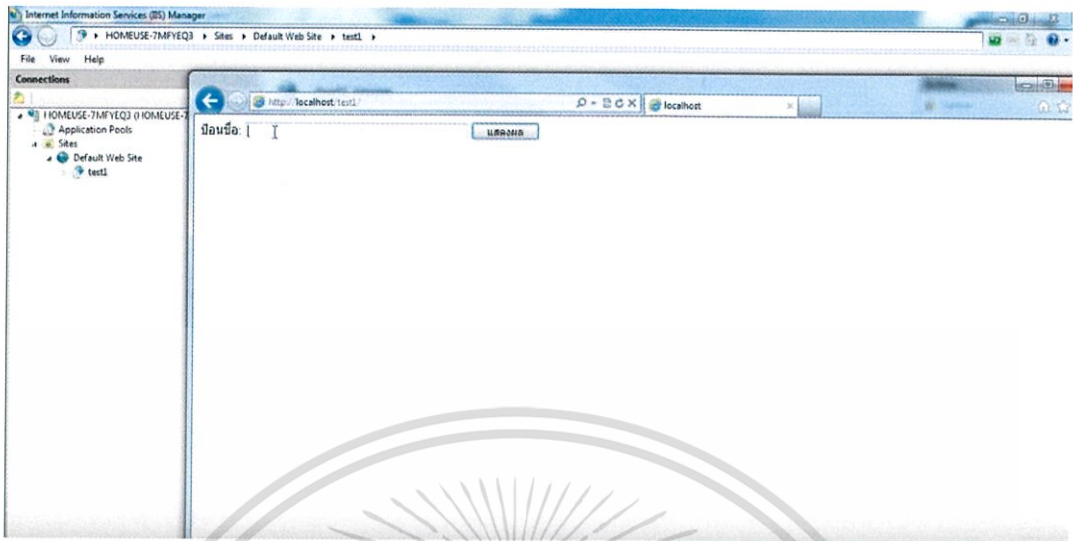 Internet Information Services (IIS) Manager
HOMEUSE-7MFYEQ3 Sites Default Web Site test1
File View Help
Connections
http://localhost/test1/
localhost
HOMEUSE-7MFYEQ3 (HOMEUSE-7
Application Pools
Sites
Default Web Site
test1
ป้อนชื่อ:
แสดงผล